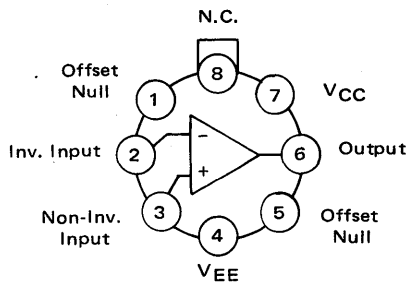 N.C.
8
Offset
Null
1
7
VCC
Inv. Input
2
−
+
6
Output
Non-Inv.
Input
3
5
Offset
Null
4
VEE